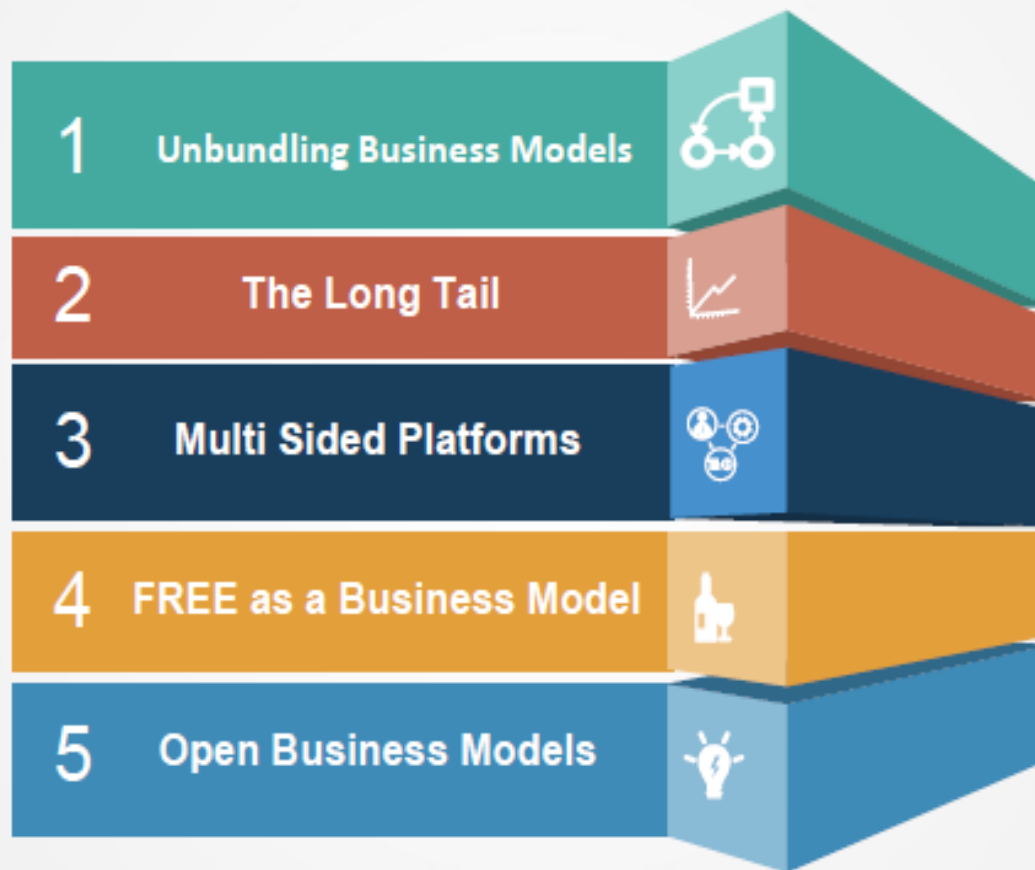 1 Unbundling Business Models
2 The Long Tail
3 Multi Sided Platforms
4 FREE as a Business Model
5 Open Business Models